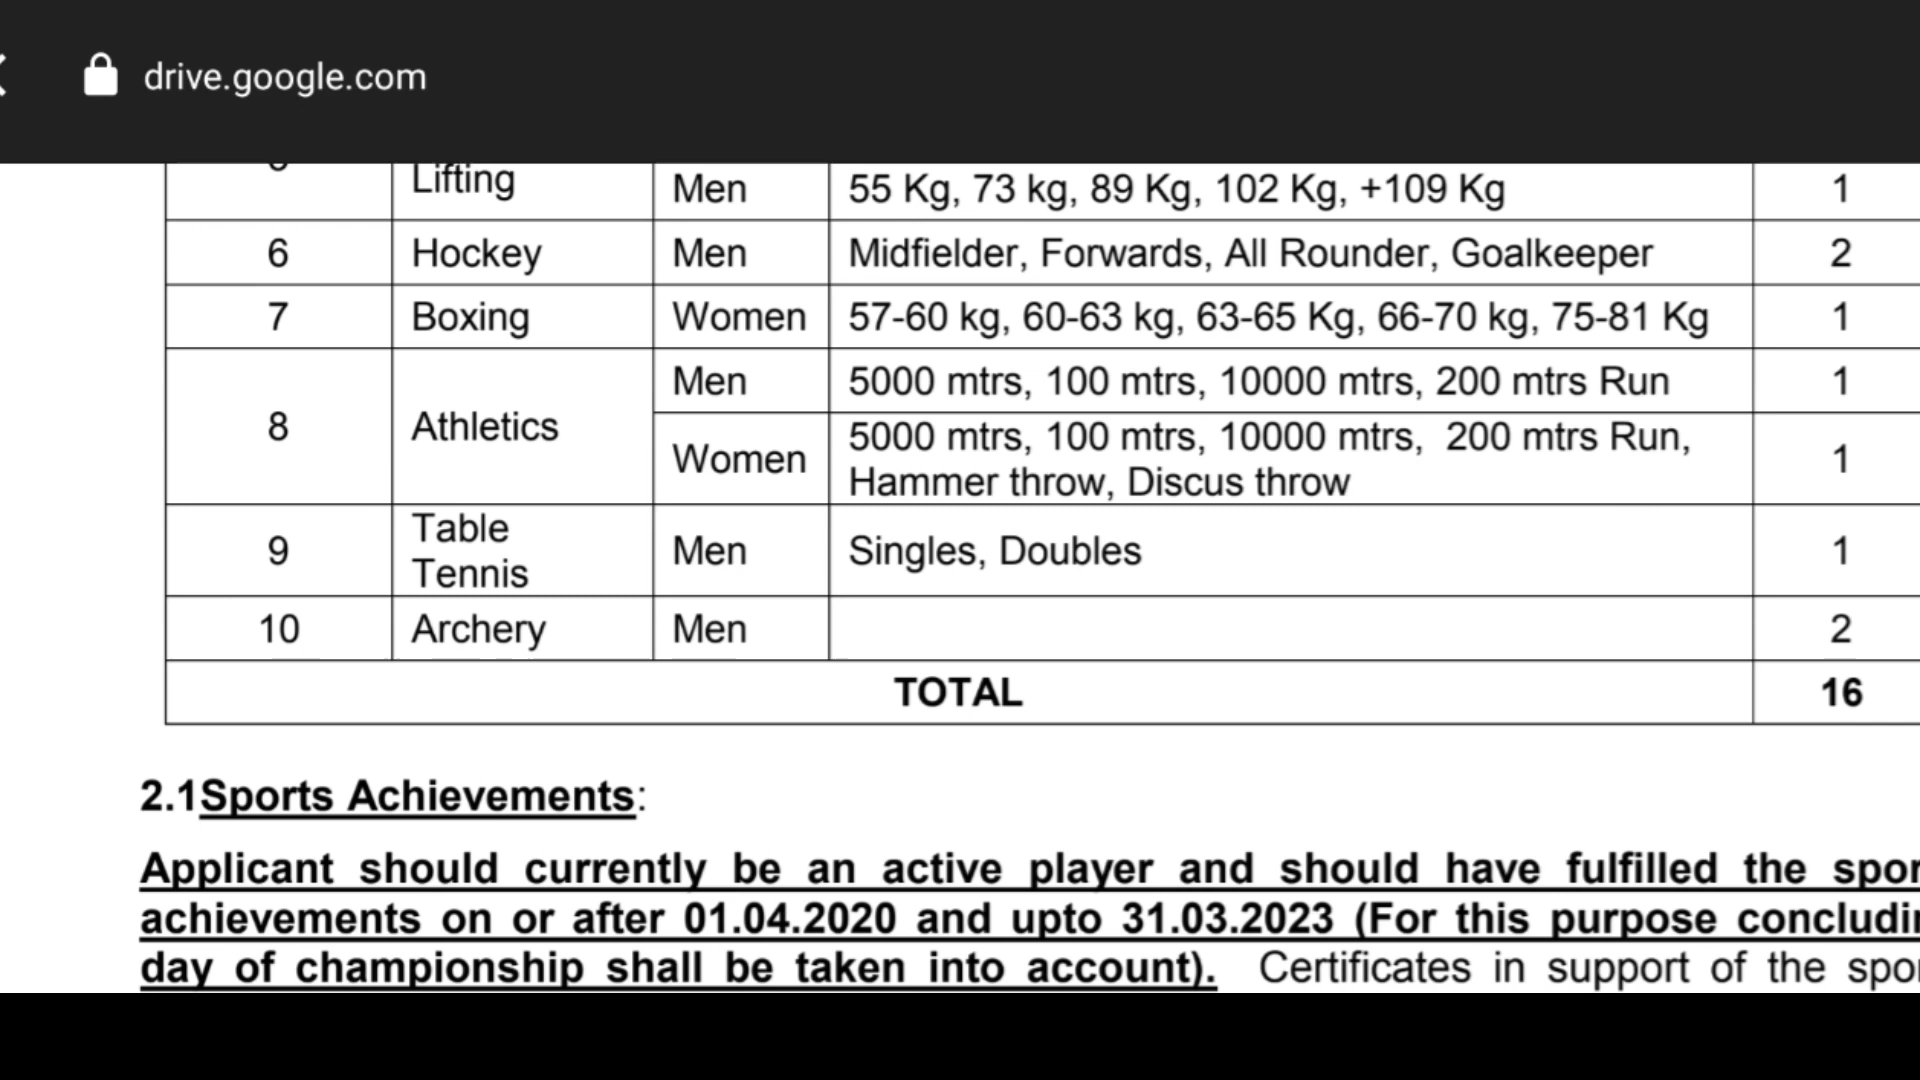 drive.google.com
Lifting Men 55 Kg, 73 kg, 89 Kg, 102 Kg, +109 Kg 1
6 Hockey Men Midfielder, Forwards, All Rounder, Goalkeeper 2
7 Boxing Women 57-60 kg, 60-63 kg, 63-65 Kg, 66-70 kg, 75-81 Kg 1
8 Athletics Men 5000 mtrs, 100 mtrs, 10000 mtrs, 200 mtrs Run 1
Women 5000 mtrs, 100 mtrs, 10000 mtrs, 200 mtrs Run,
Hammer throw, Discus throw 1
9 Table
Tennis Men Singles, Doubles 1
10 Archery Men 2
TOTAL 16
2.1Sports Achievements:
Applicant should currently be an active player and should have fulfilled the
achievements on or after 01.04.2020 and upto 31.03.2023 (For this purpose
day of championship shall be taken into account). Certificates in support of the